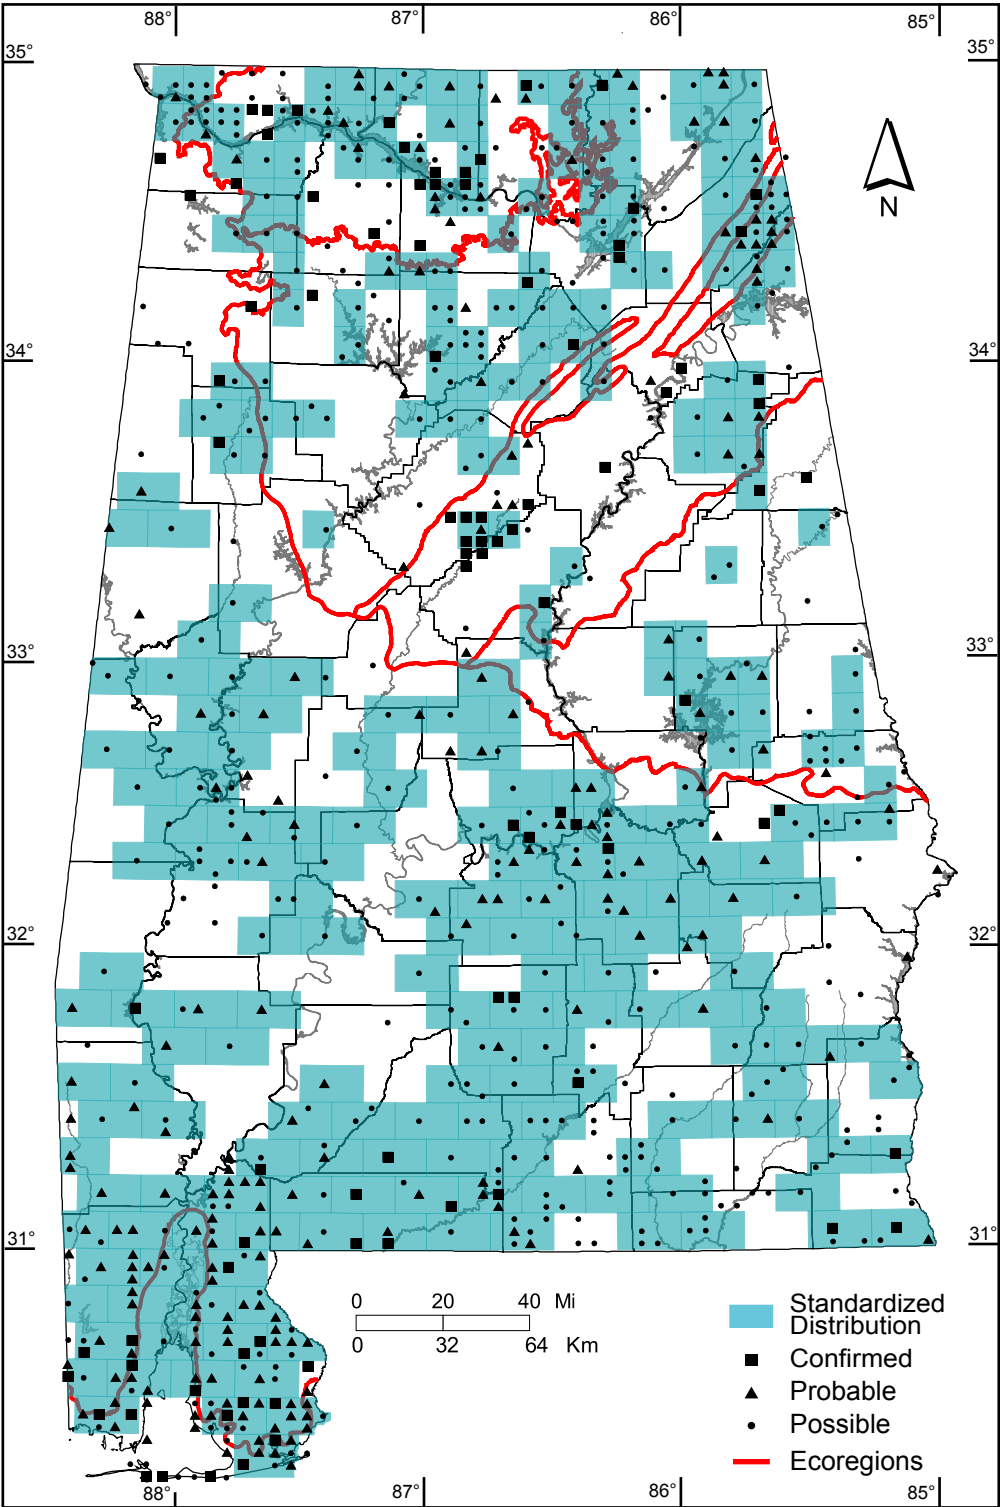 88° 87° 86° 85°
35° 35°
N
34° 34°
33° 33°
32° 32°
31° 31°
0 20 40 Mi
0 32 64 Km
Standardized
Distribution
Confirmed
Probable
Possible
Ecoregions
88° 87° 86° 85°